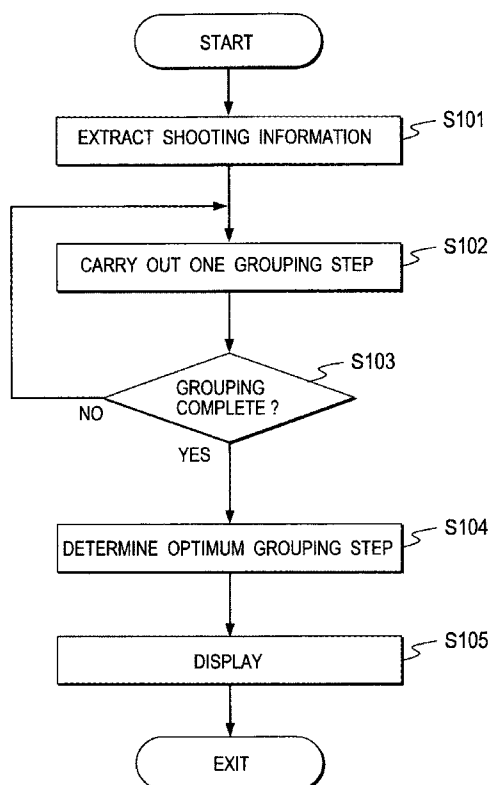 START
EXTRACT SHOOTING INFORMATION
S101
CARRY OUT ONE GROUPING STEP
S102
GROUPING
COMPLETE ?
S103
NO
YES
DETERMINE OPTIMUM GROUPING STEP
S104
DISPLAY
S105
EXIT